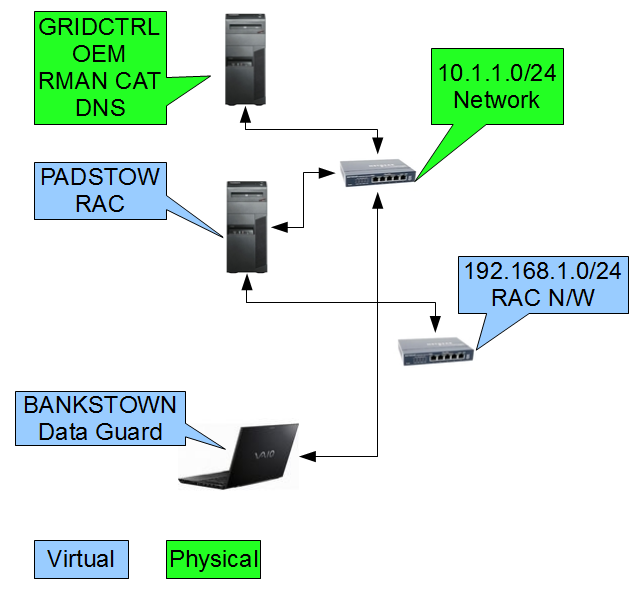 GRIDCTRL
OEM
RMAN CAT
DNS
10.1.1.0/24
Network
PADSTOW
RAC
192.168.1.0/24
RAC N/W
BANKSTOWN
Data Guard
VAIO
Virtual
Physical